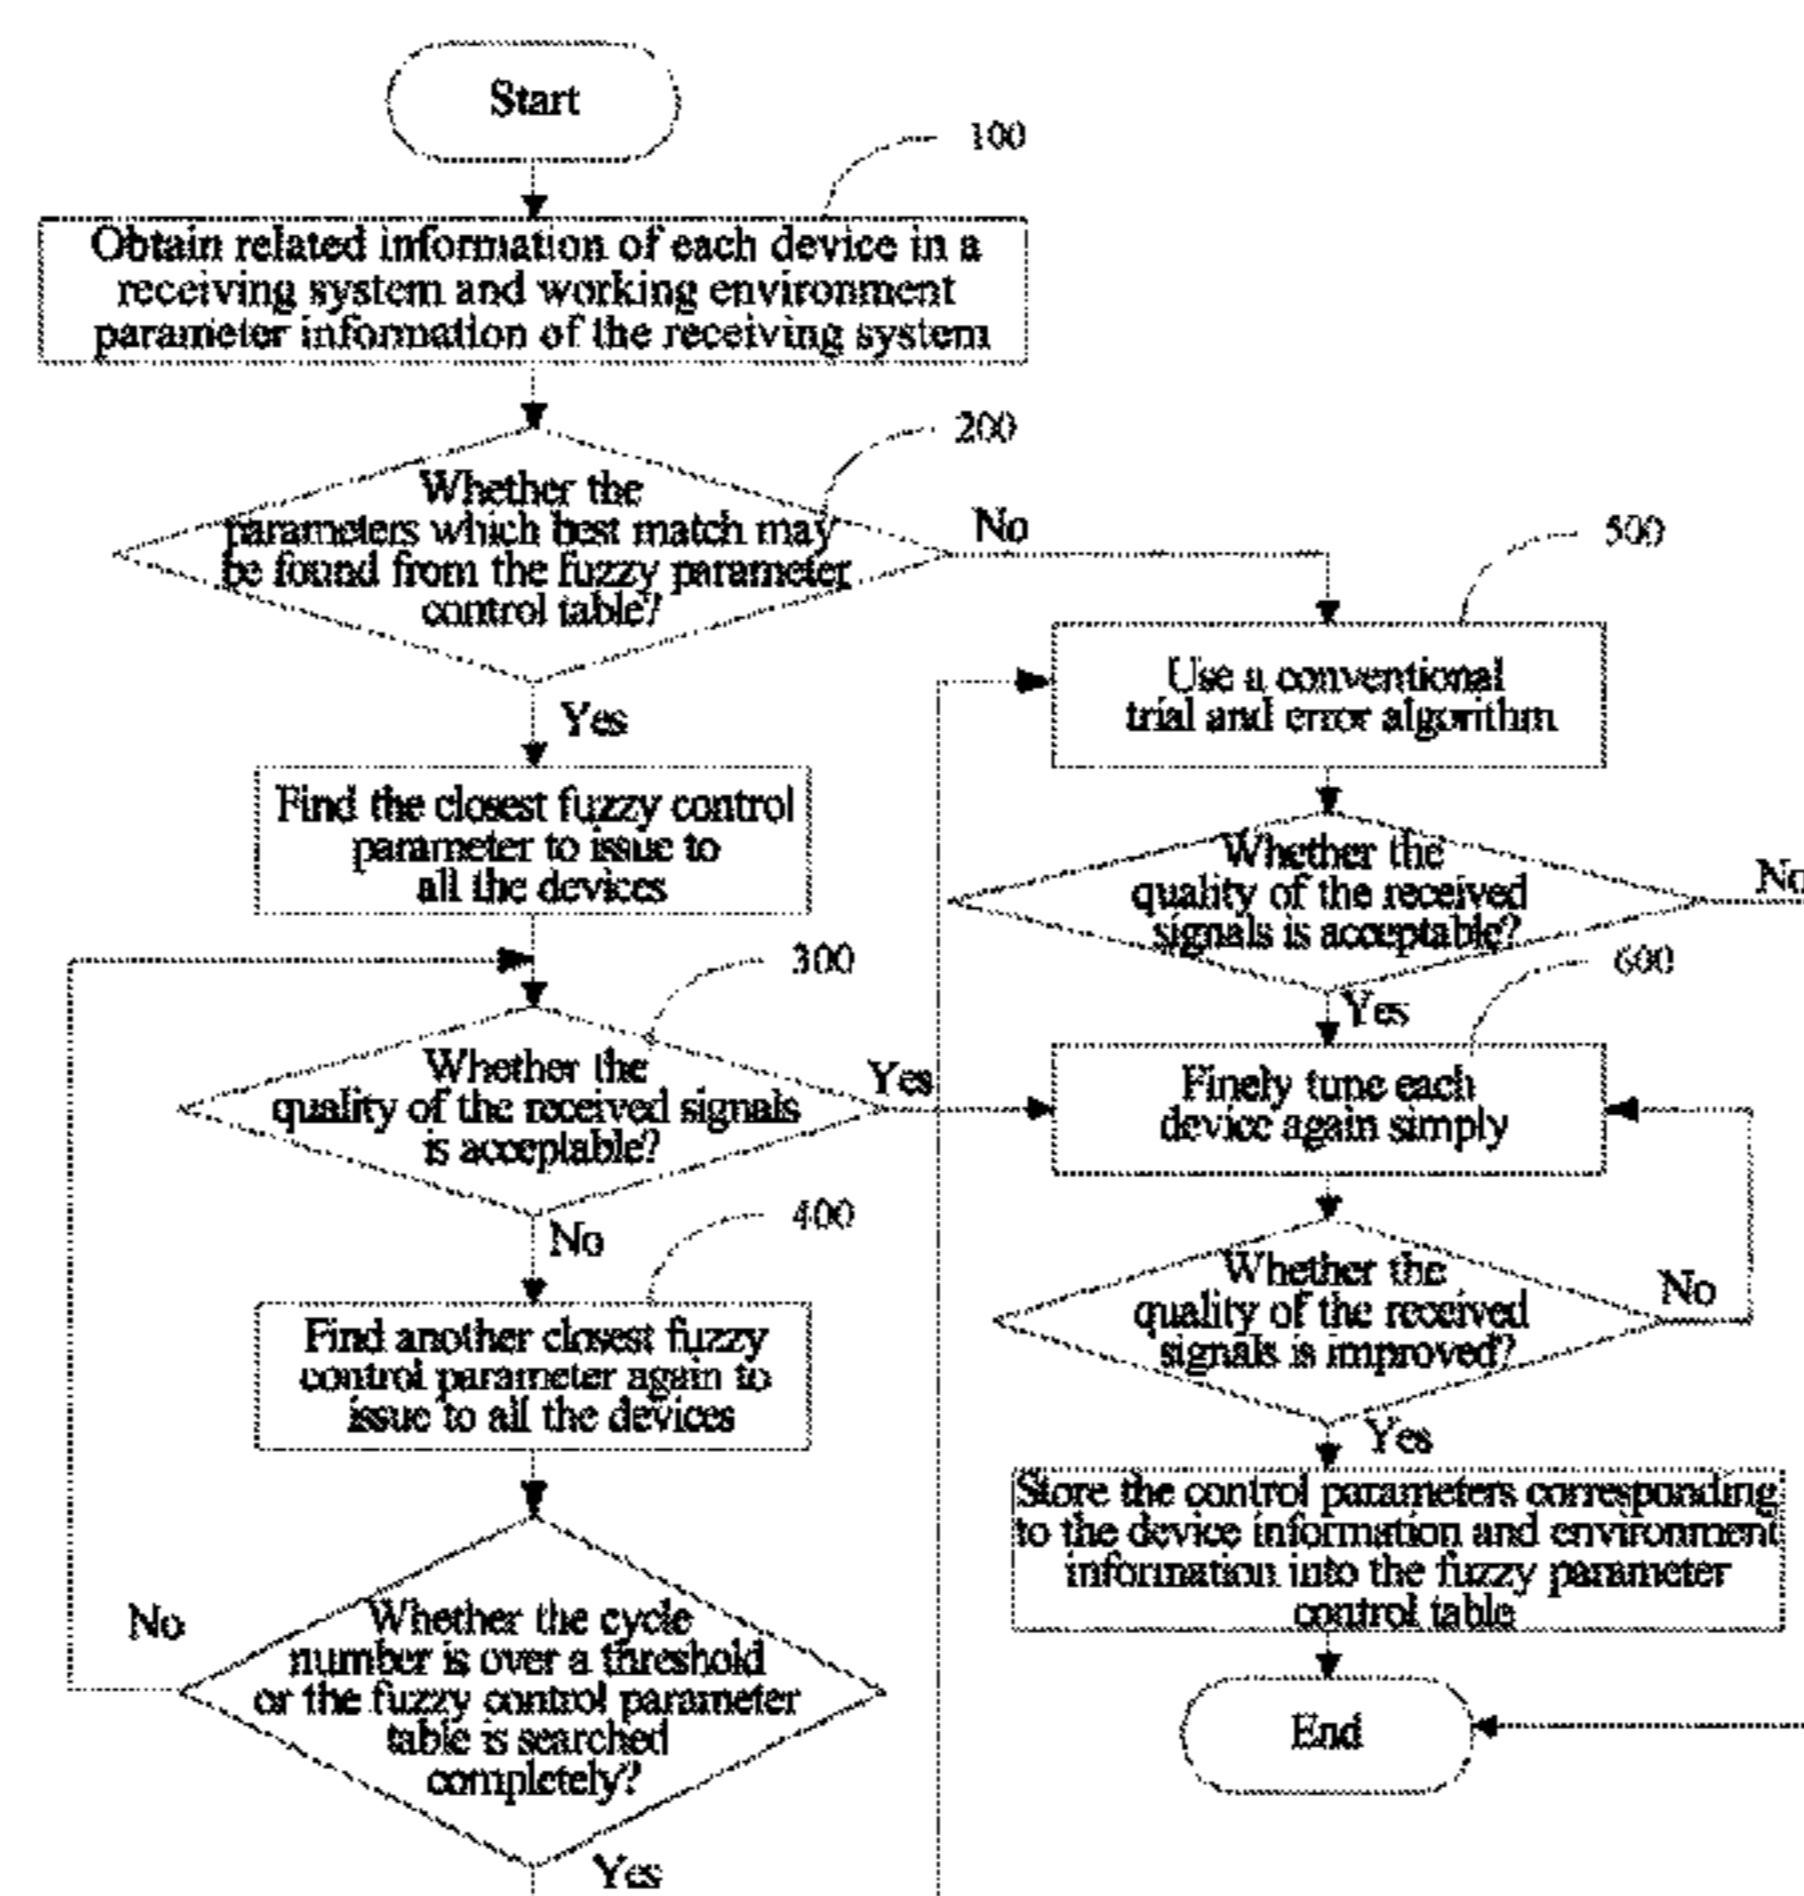 Start
100
Obtain related information of each device in a
receiving system and working environment
parameter information of the receiving system
200
Whether the
parameters which best match may
be found from the fuzzy parameter
control table?
No
Yes
Find the closest fuzzy control
parameter to issue to
all the devices
300
Whether the
quality of the received signals
is acceptable?
Yes
No
400
Find another closest fuzzy
control parameter again to
issue to all the devices
Whether the cycle
number is over a threshold
or the fuzzy control parameter
table is searched
completely?
No
Yes
500
Use a conventional
trial and error algorithm
Whether the
quality of the received
signals is acceptable?
No
Yes
600
Finely tune each
device again simply
Whether the
quality of the received
signals is improved?
No
Yes
Store the control parameters corresponding
to the device information and environment
information into the fuzzy parameter
control table
End